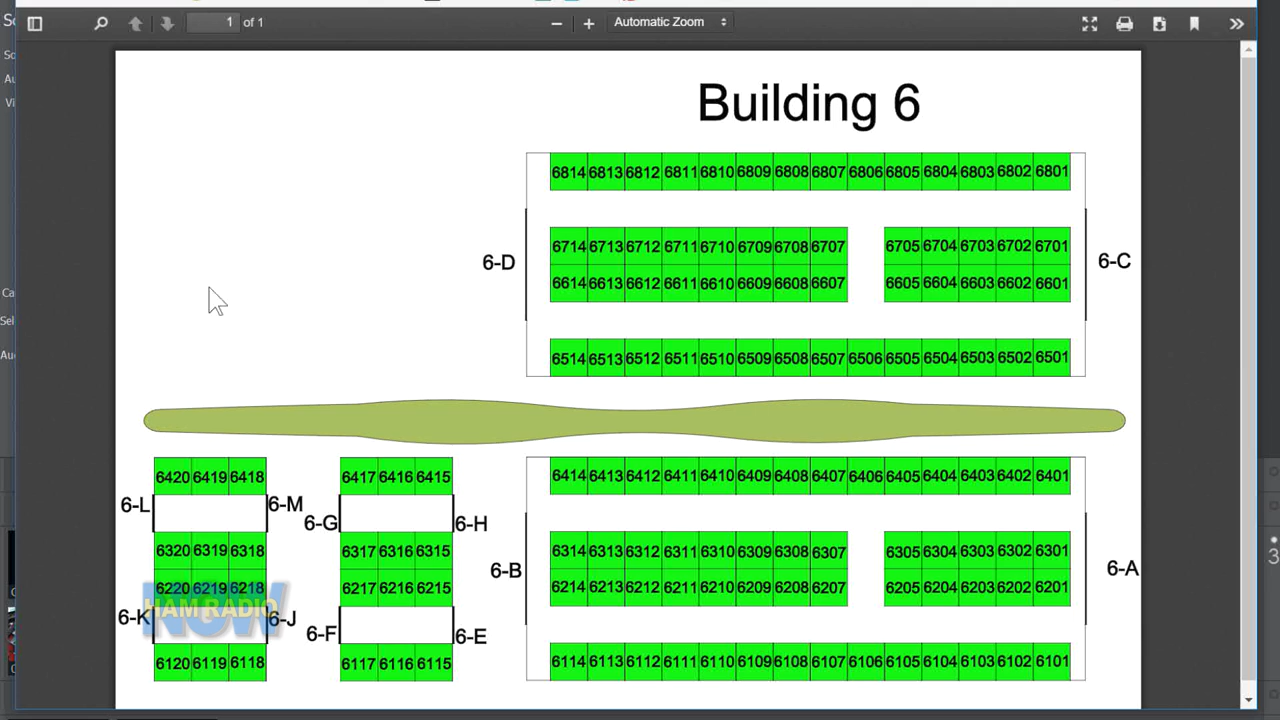 So
So
Au
Vi
1 of 1
Automatic Zoom
Building 6
6814 6813 6812 6811 6810 6809 6808 6807 6806 6805 6804 6803 6802 6801
6714 6713 6712 6711 6710 6709 6708 6707 6705 6704 6703 6702 6701
6-D
6-C
6614 6613 6612 6611 6610 6609 6608 6607 6605 6604 6603 6602 6601
Ca
Sel
Au
6514 6513 6512 6511 6510 6509 6508 6507 6506 6505 6504 6503 6502 6501
6420 6419 6418 6417 6416 6415 6414 6413 6412 6411 6410 6409 6408 6407 6406 6405 6404 6403 6402 6401
6-L 6-M 6-G 6-H
6320 6319 6318 6317 6316 6315 6314 6313 6312 6311 6310 6309 6308 6307 6305 6304 6303 6302 6301
6-B
6-A
6220 6219 6218 6217 6216 6215 6214 6213 6212 6211 6210 6209 6208 6207 6205 6204 6203 6202 6201
HAM RADIO
NOW
6-K 6-J 6-F 6-E
6120 6119 6118 6117 6116 6115 6114 6113 6112 6111 6110 6109 6108 6107 6106 6105 6104 6103 6102 6101
3